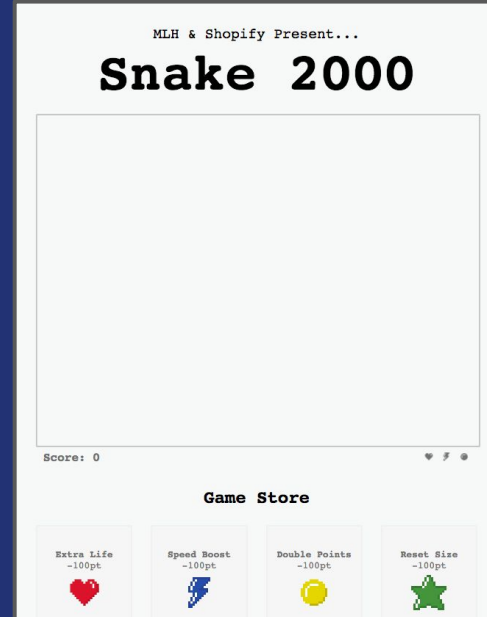 MLH & Shopify Present...
Snake 2000
Score: 0
Game Store
Extra Life
-100pt
Speed Boost
-100pt
Double Points
-100pt
Reset Size
-100pt